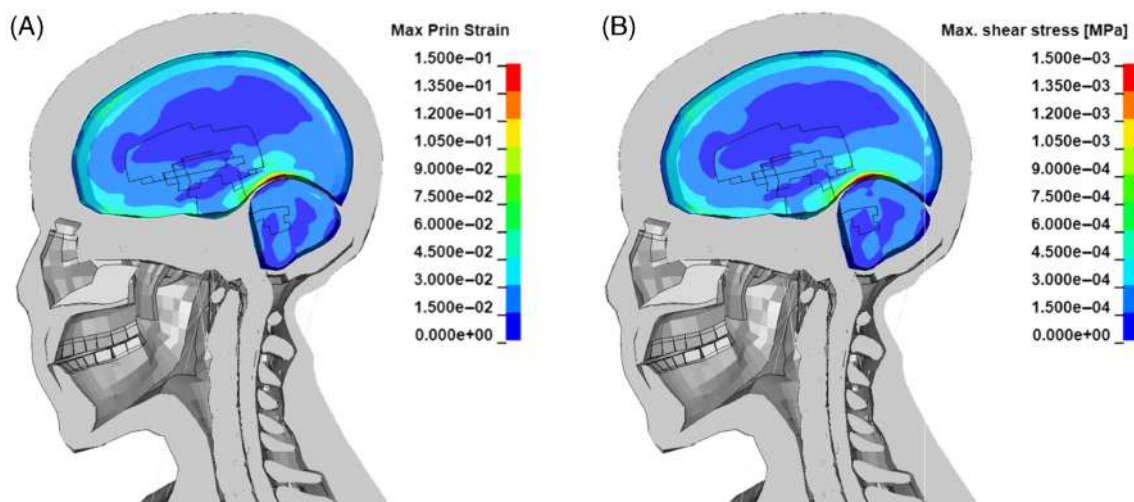 (A)
Max Prin Strain
1.500e−01
1.350e−01
1.200e−01
1.050e−01
9.000e−02
7.500e−02
6.000e−02
4.500e−02
3.000e−02
1.500e−02
0.000e+00
(B)
Max. shear stress [MPa]
1.500e−03
1.350e−03
1.200e−03
1.050e−03
9.000e−04
7.500e−04
6.000e−04
4.500e−04
3.000e−04
1.500e−04
0.000e+00